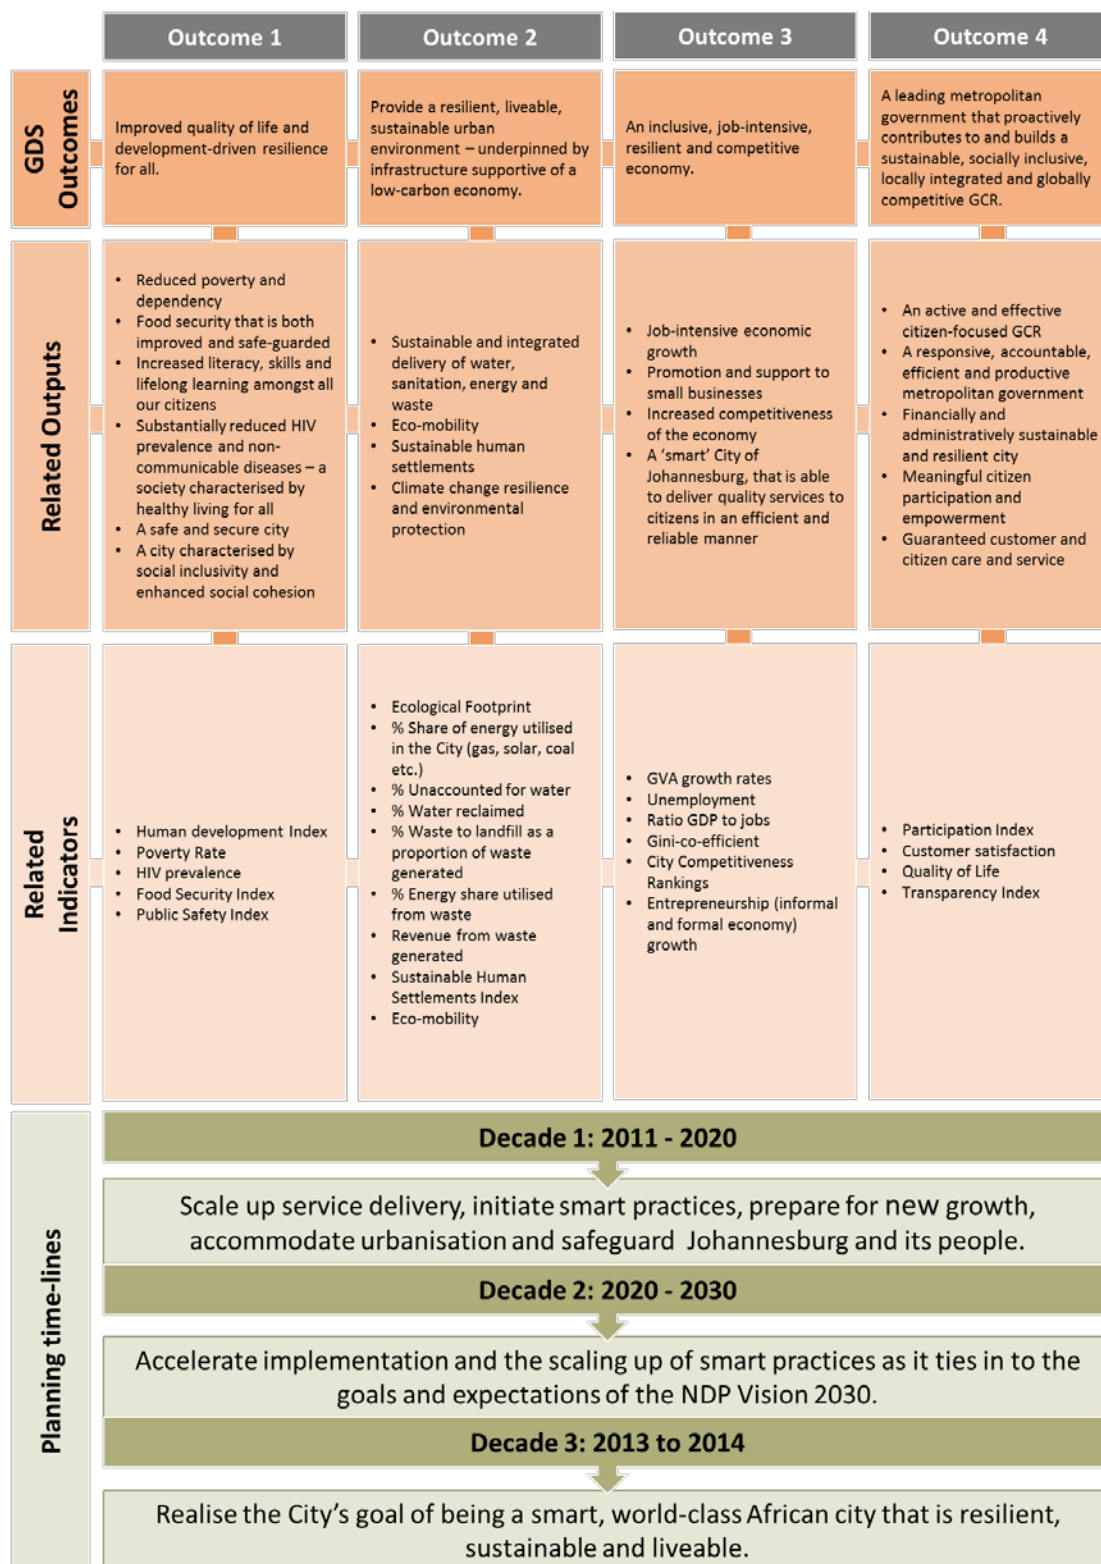 Outcome 1
Outcome 2
Outcome 3
Outcome 4
GDS
Outcomes
Improved quality of life and
development-driven resilience
for all.
Provide a resilient, liveable,
sustainable urban
environment – underpinned by
infrastructure supportive of a
low-carbon economy.
An inclusive, job-intensive,
resilient and competitive
economy.
A leading metropolitan
government that proactively
contributes to and builds a
sustainable, socially inclusive,
locally integrated and globally
competitive GCR.
Related Outputs
• Reduced poverty and
dependency
• Food security that is both
improved and safe-guarded
• Increased literacy, skills and
lifelong learning amongst all
our citizens
• Substantially reduced HIV
prevalence and non-
communicable diseases – a
society characterised by
healthy living for all
• A safe and secure city
• A city characterised by
social inclusivity and
enhanced social cohesion
• Sustainable and integrated
delivery of water,
sanitation, energy and
waste
• Eco-mobility
• Sustainable human
settlements
• Climate change resilience
and environmental
protection
• Job-intensive economic
growth
• Promotion and support to
small businesses
• Increased competitiveness
of the economy
• A ‘smart’ City of
Johannesburg, that is able
to deliver quality services to
citizens in an efficient and
reliable manner
• An active and effective
citizen-focused GCR
• A responsive, accountable,
efficient and productive
metropolitan government
• Financially and
administratively sustainable
and resilient city
• Meaningful citizen
participation and
empowerment
• Guaranteed customer and
citizen care and service
Related
Indicators
• Human development Index
• Poverty Rate
• HIV prevalence
• Food Security Index
• Public Safety Index
• Ecological Footprint
• % Share of energy utilised
in the City (gas, solar, coal
etc.)
• % Unaccounted for water
• % Water reclaimed
• % Waste to landfill as a
proportion of waste
generated
• % Energy share utilised
from waste
• Revenue from waste
generated
• Sustainable Human
Settlements Index
• Eco-mobility
• GVA growth rates
• Unemployment
• Ratio GDP to jobs
• Gini-co-efficient
• City Competitiveness
Rankings
• Entrepreneurship (informal
and formal economy)
growth
• Participation Index
• Customer satisfaction
• Quality of Life
• Transparency Index
Planning time-lines
Decade 1: 2011 - 2020
Scale up service delivery, initiate smart practices, prepare for new growth,
accommodate urbanisation and safeguard Johannesburg and its people.
Decade 2: 2020 - 2030
Accelerate implementation and the scaling up of smart practices as it ties in to the
goals and expectations of the NDP Vision 2030.
Decade 3: 2013 to 2014
Realise the City’s goal of being a smart, world-class African city that is resilient,
sustainable and liveable.